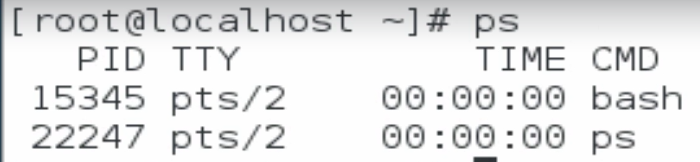 [root@localhost ~]# ps
PID TTY TIME CMD
15345 pts/2 00:00:00 bash
22247 pts/2 00:00:00 ps